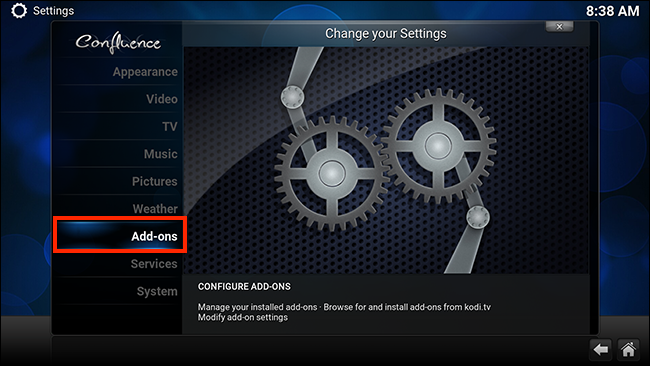 Settings
8:38 AM
Confluence
Change your Settings
Appearance
Video
TV
Music
Pictures
Weather
Add-ons
Services
System
CONFIGURE ADD-ONS
Manage your installed add-ons · Browse for and install add-ons from kodi.tv
Modify add-on settings